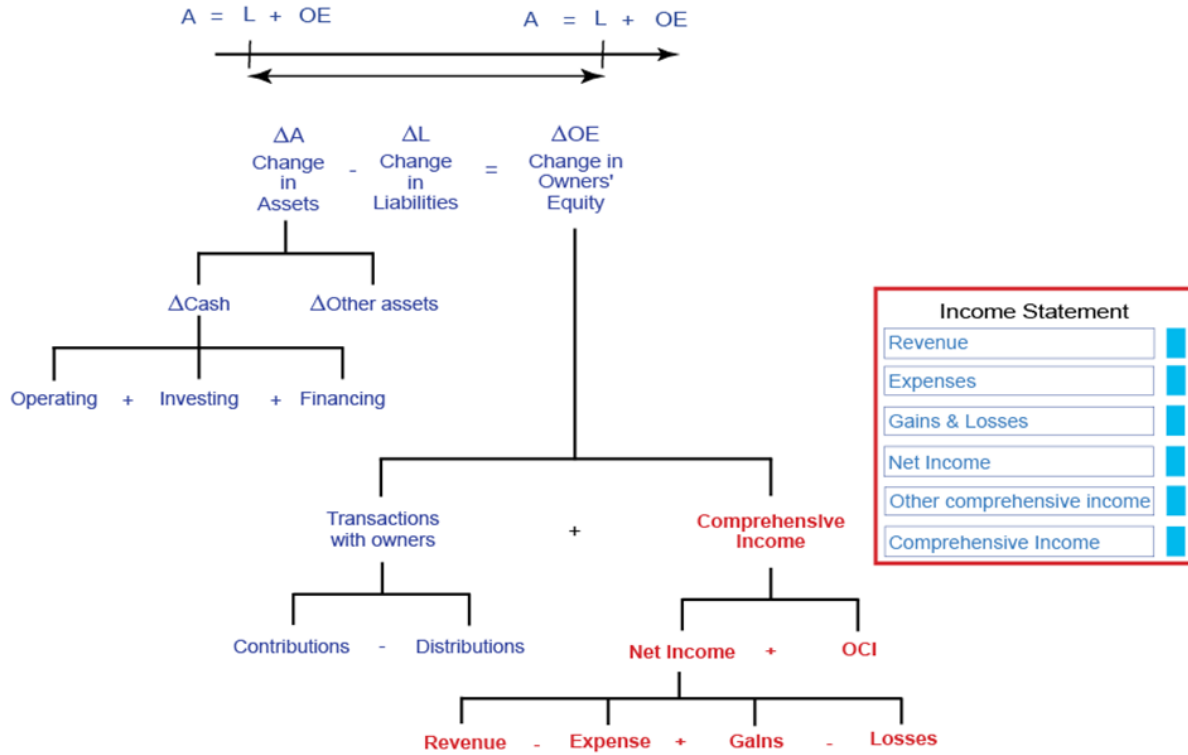 A = L + OE
A = L + OE
ΔA
Change
in
Assets
-
ΔL
Change
in
Liabilities
=
ΔOE
Change in
Owners'
Equity
ΔCash
ΔOther assets
Operating + Investing + Financing
Transactions
with owners
+
Comprehensive
Income
Contributions - Distributions
Net Income + OCI
Revenue - Expense + Gains - Losses
Income Statement
Revenue
Expenses
Gains & Losses
Net Income
Other comprehensive income
Comprehensive Income